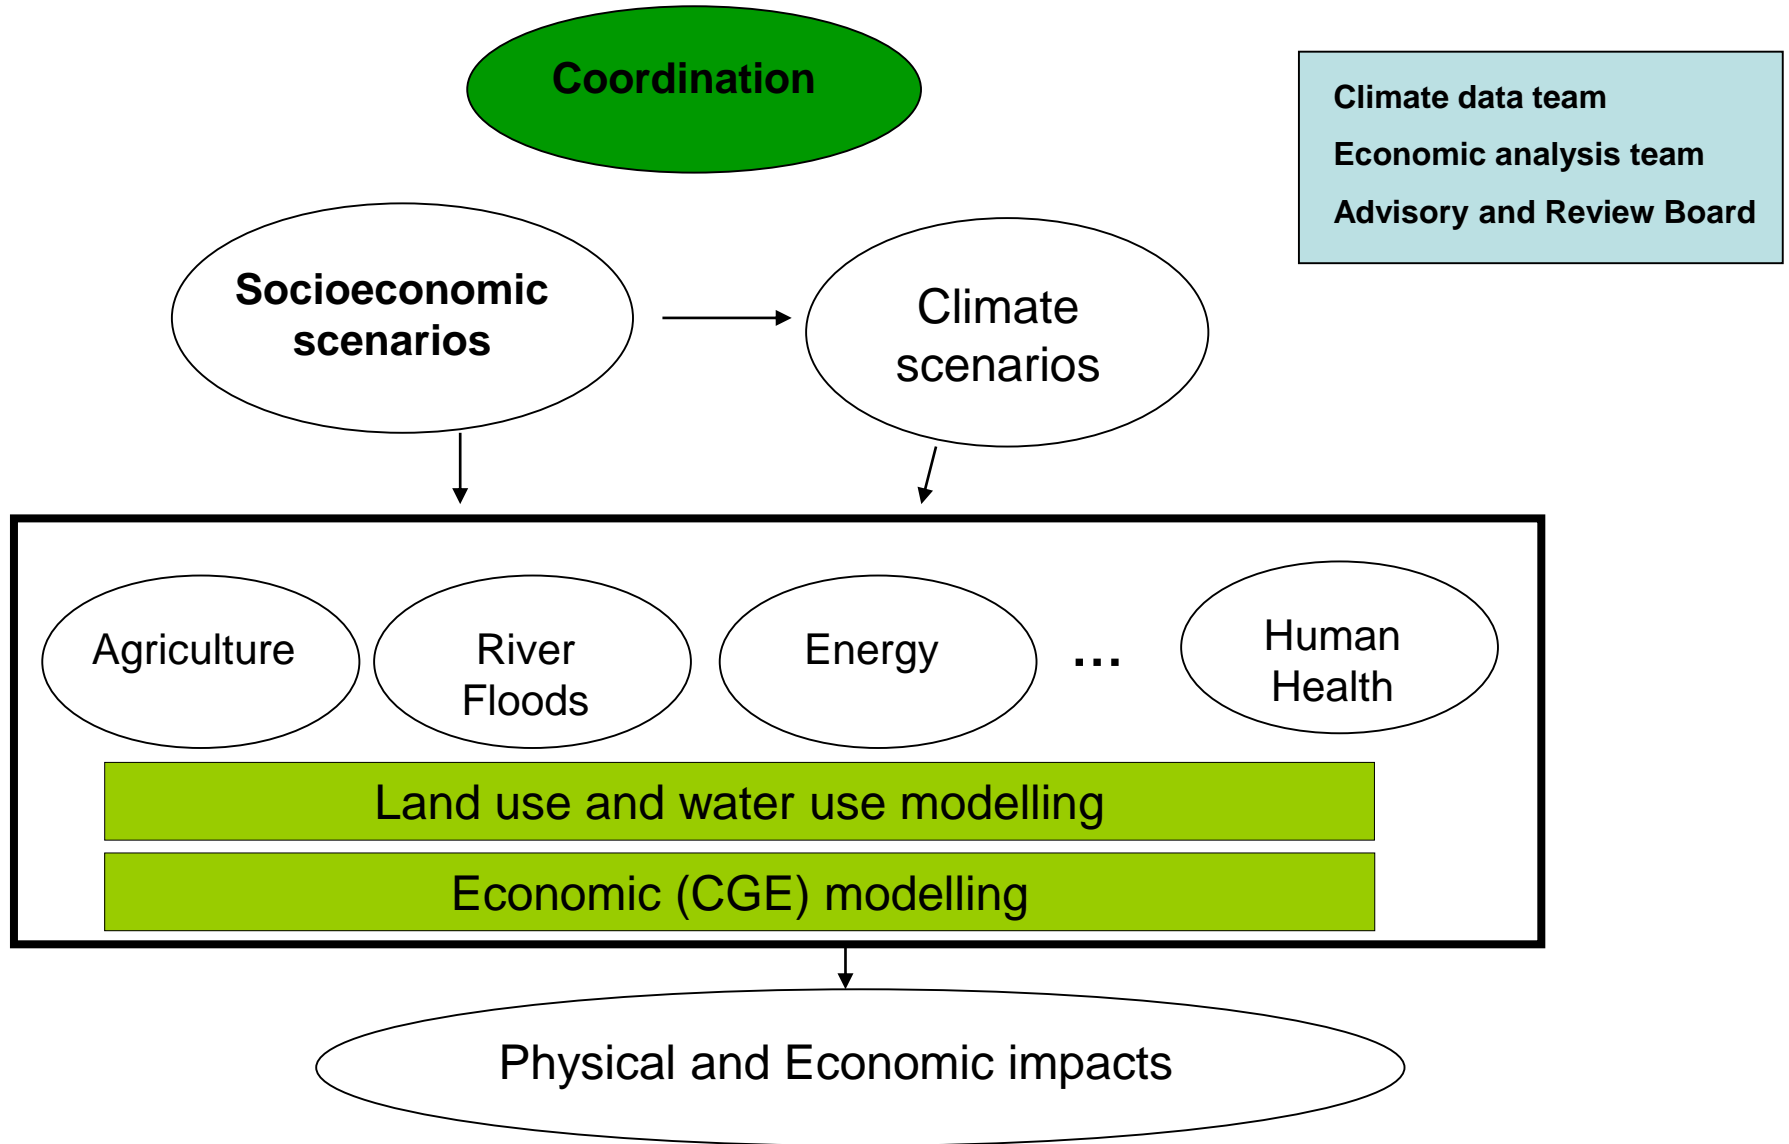 Coordination
Climate data team
Economic analysis team
Advisory and Review Board
Socioeconomic
scenarios
Climate
scenarios
Agriculture
River
Floods
Energy
...
Human
Health
Land use and water use modelling
Economic (CGE) modelling
Physical and Economic impacts